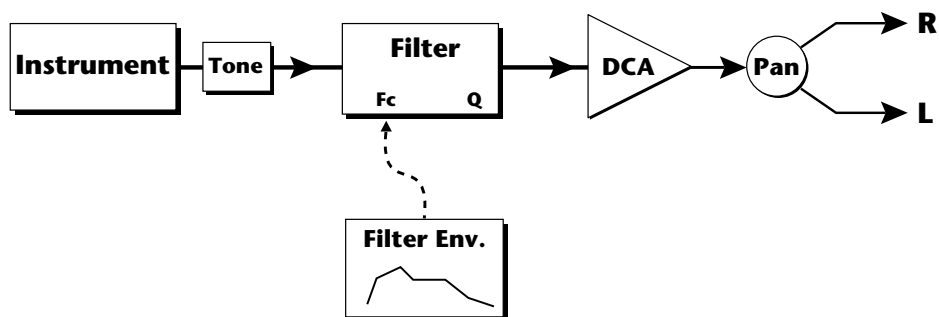 Instrument
Tone
Filter
Fc Q
DCA
Pan
R
L
Filter Env.